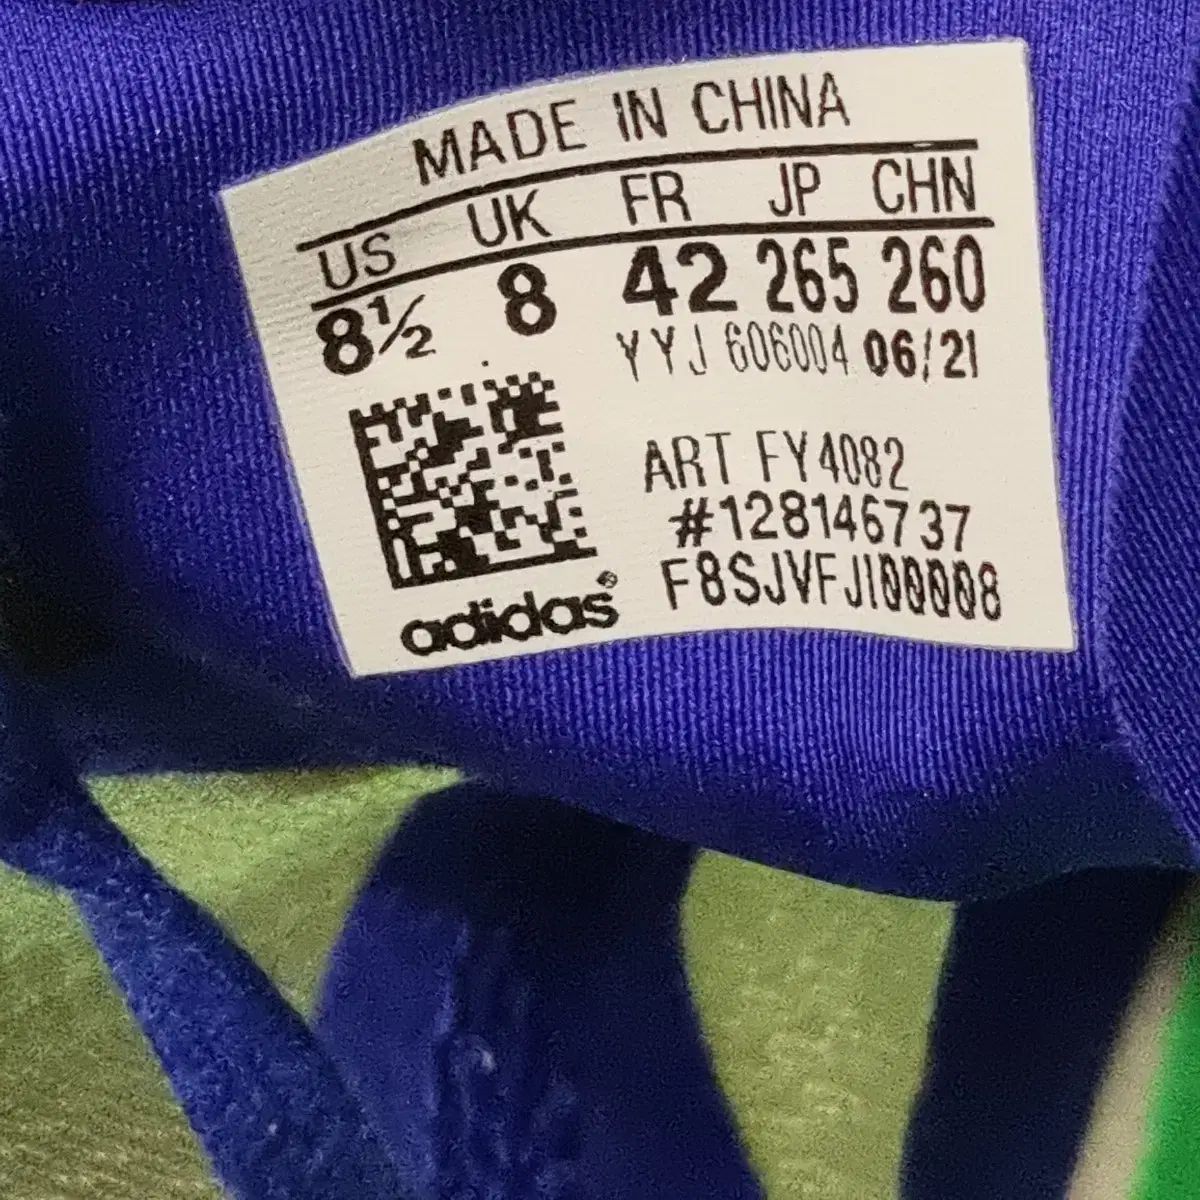 MADE IN CHINA
US UK FR JP CHN
8½ 8 42 265 260
YYJ 606004 06/21
ART FY4082
#128146737
F8SJVFJI00008
adidas®